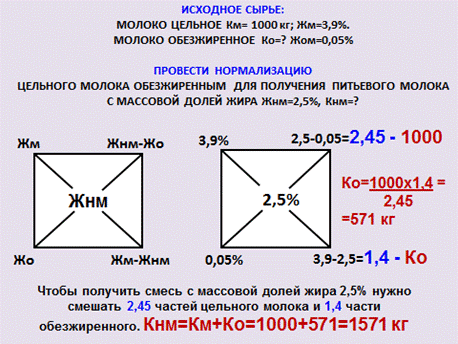 ИСХОДНОЕ СЫРЬЕ:
МОЛОКО ЦЕЛЬНОЕ Км= 1000 кг; Жм=3,9%.
МОЛОКО ОБЕЗЖИРЕННОЕ Ко=? Жом=0,05%
ПРОВЕСТИ НОРМАЛИЗАЦИЮ
ЦЕЛЬНОГО МОЛОКА ОБЕЗЖИРЕННЫМ ДЛЯ ПОЛУЧЕНИЯ ПИТЬЕВОГО МОЛОКА
С МАССОВОЙ ДОЛЕЙ ЖИРА Жнм=2,5%, Кнм=?
Жм Жнм-Жо
Жнм
Жо Жм-Жнм
3,9% 2,5-0,05=2,45 - 1000
2,5%
0,05% 3,9-2,5=1,4 - Ко
Ко=1000х1,4 =
2,45
=571 кг
Чтобы получить смесь с массовой долей жира 2,5% нужно
смешать 2,45 частей цельного молока и 1,4 части
обезжиренного. Кнм=Км+Ко=1000+571=1571 кг